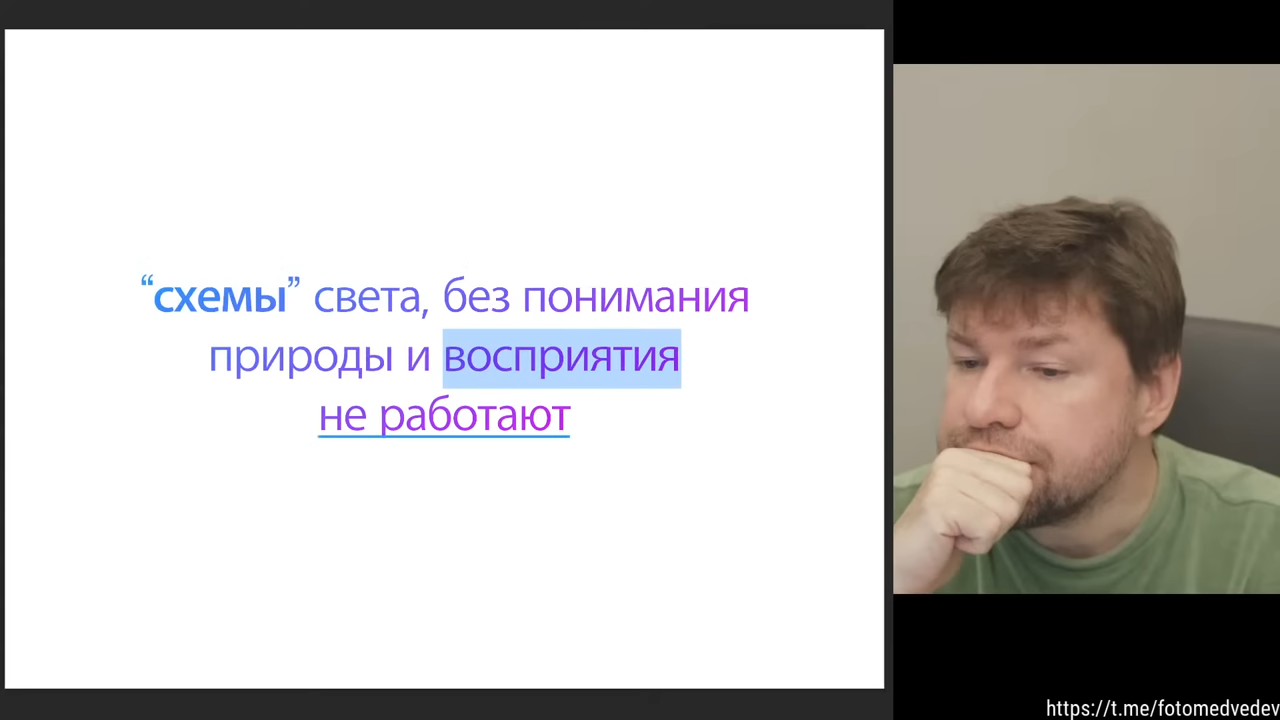 “схемы” света, без понимания
природы и восприятия
не работают
https://t.me/fotomedvedev